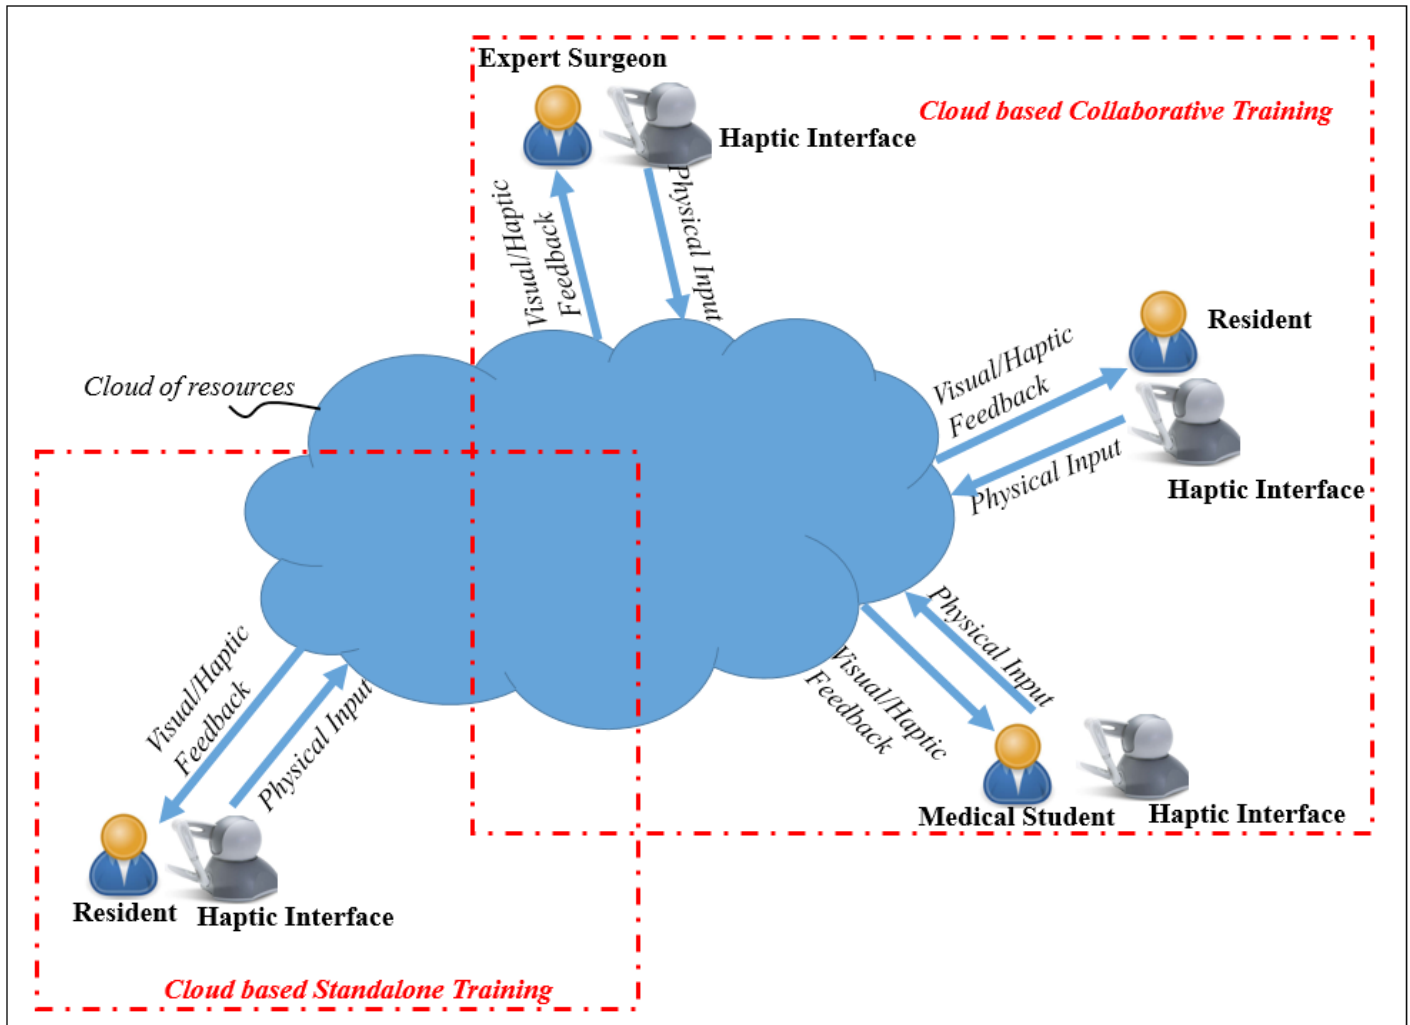 Expert Surgeon
Cloud based Collaborative Training
Haptic Interface
Visual/Haptic
Feedback
Physical Input
Resident
Visual/Haptic
Feedback
Physical Input
Haptic Interface
Cloud of resources
Physical Input
Visual/Haptic
Feedback
Medical Student
Haptic Interface
Visual/Haptic
Feedback
Physical Input
Resident
Haptic Interface
Cloud based Standalone Training